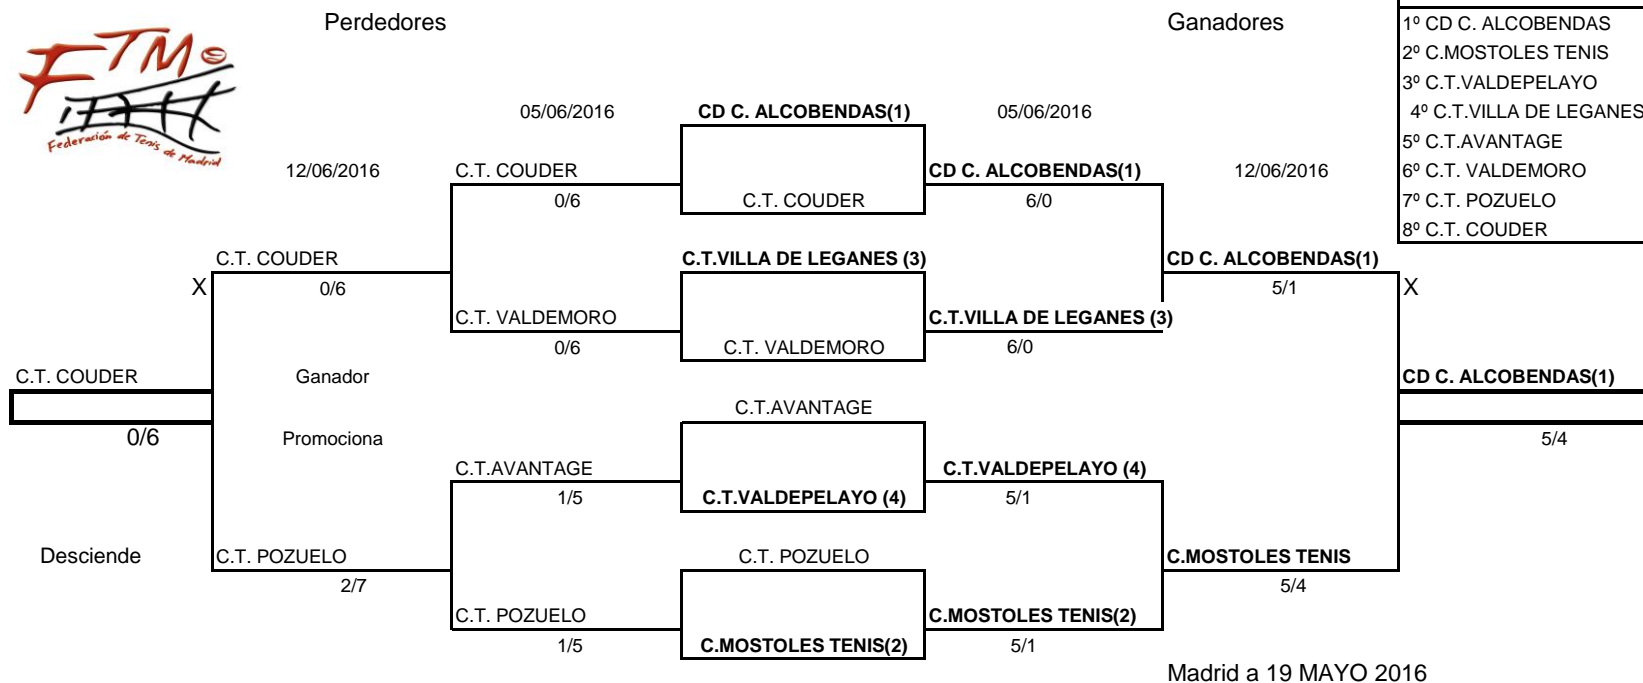 Perdedores
Ganadores
1º CD C. ALCOBENDAS
2º C.MOSTOLES TENIS
3º C.T.VALDEPELAYO
4º C.T.VILLA DE LEGANES
5º C.T.AVANTAGE
6º C.T. VALDEMORO
7º C.T. POZUELO
8º C.T. COUDER
FTM
Federación de Tenis de Madrid
05/06/2016
CD C. ALCOBENDAS(1)
05/06/2016
12/06/2016
C.T. COUDER
CD C. ALCOBENDAS(1)
12/06/2016
0/6
C.T. COUDER
6/0
C.T. COUDER
C.T.VILLA DE LEGANES (3)
CD C. ALCOBENDAS(1)
X
0/6
5/1
X
C.T. VALDEMORO
C.T.VILLA DE LEGANES (3)
0/6
C.T. VALDEMORO
6/0
C.T. COUDER
Ganador
CD C. ALCOBENDAS(1)
C.T.AVANTAGE
0/6
Promociona
5/4
C.T.AVANTAGE
C.T.VALDEPELAYO (4)
1/5
C.T.VALDEPELAYO (4)
5/1
Desciende
C.T. POZUELO
C.T. POZUELO
C.MOSTOLES TENIS
2/7
5/4
C.T. POZUELO
C.MOSTOLES TENIS(2)
1/5
C.MOSTOLES TENIS(2)
5/1
Madrid a 19 MAYO 2016